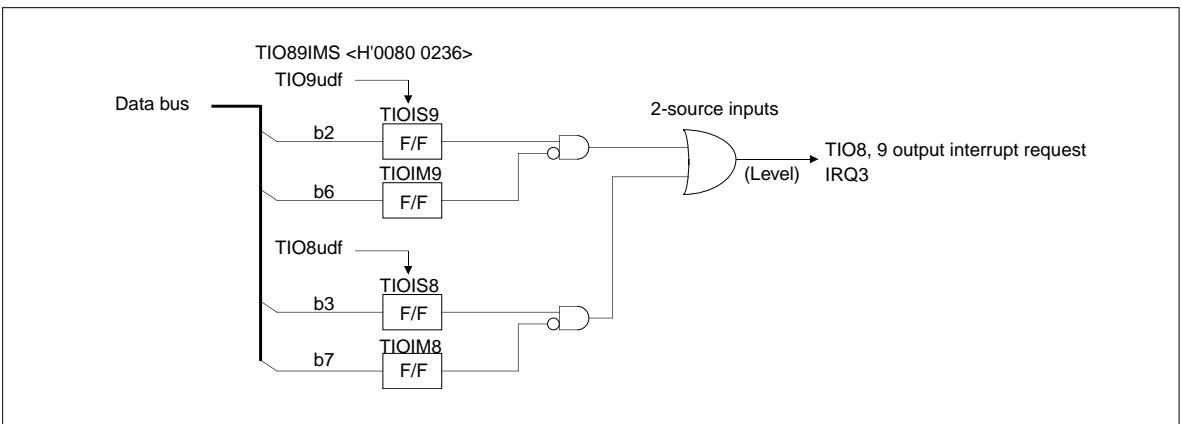 TIO89IMS <H'0080 0236>
TIO9udf
Data bus
TIOIS9
2-source inputs
b2
F/F
TIO8, 9 output interrupt request
(Level)
IRQ3
TIOIM9
b6
F/F
TIO8udf
TIOIS8
b3
F/F
TIOIM8
b7
F/F